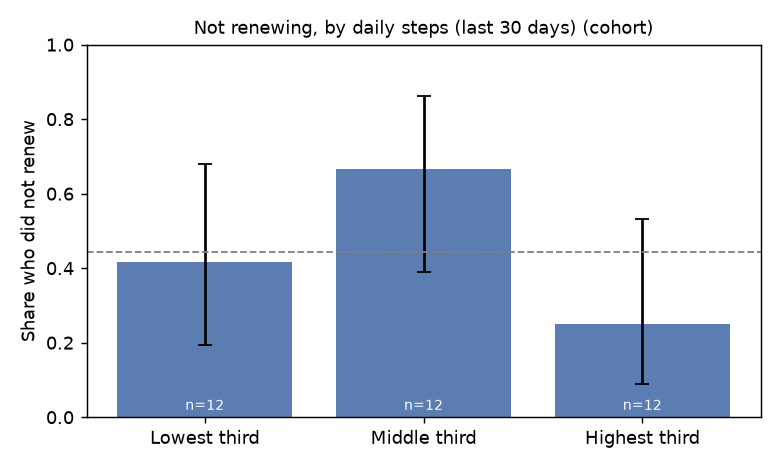 Not renewing, by daily steps (last 30 days) (cohort)
Share who did not renew
1.0
0.8
0.6
0.4
0.2
0.0
n=12
n=12
n=12
Lowest third
Middle third
Highest third